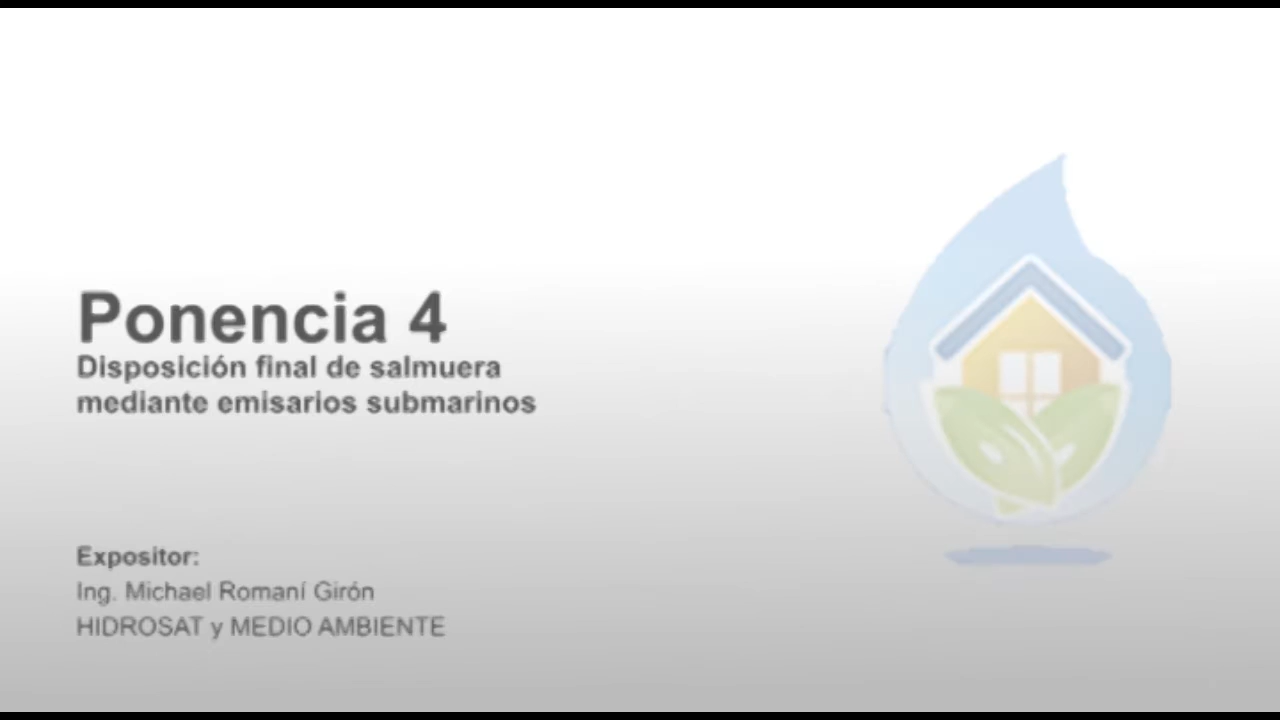 Ponencia 4
Disposición final de salmuera
mediante emisarios submarinos
Expositor:
Ing. Michael Romaní Girón
HIDROSAT y MEDIO AMBIENTE